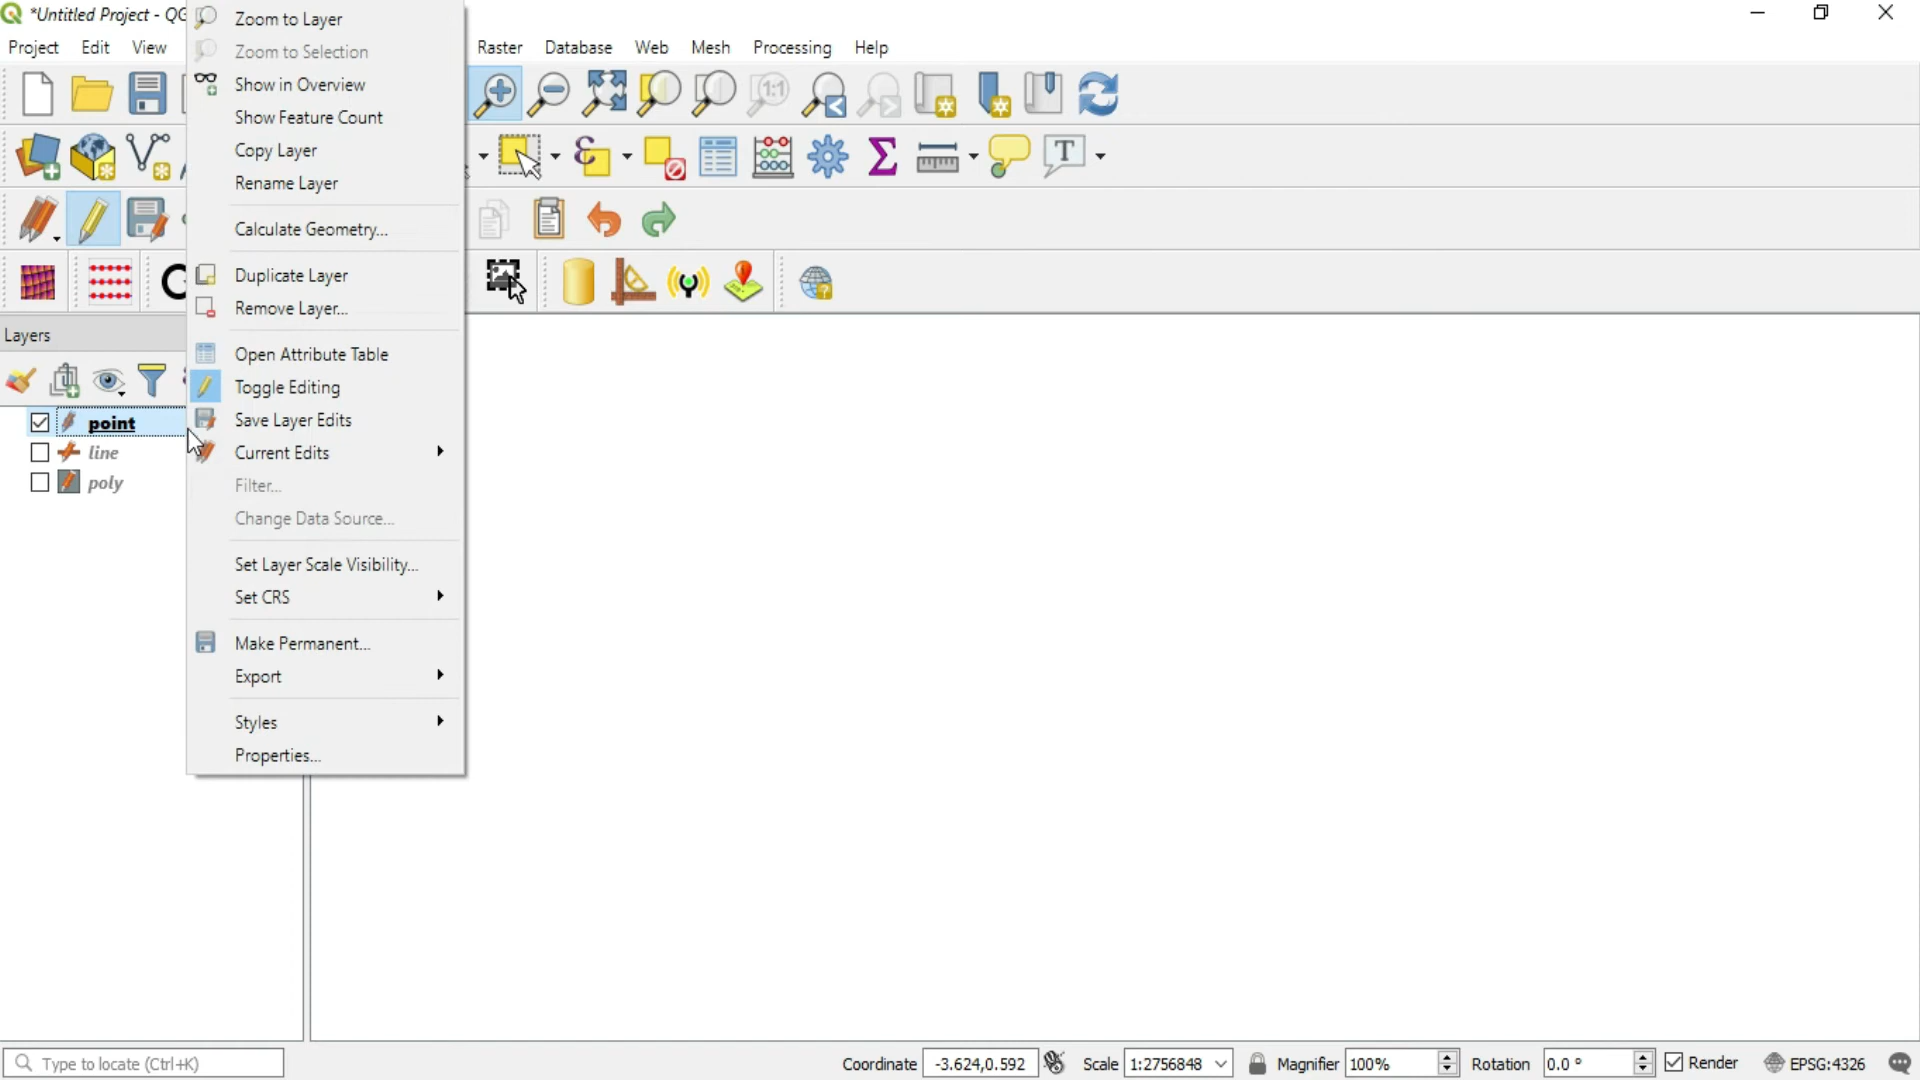 *Untitled Project - QG
Project Edit View Raster Database Web Mesh Processing Help
Zoom to Layer
Zoom to Selection
Show in Overview
Show Feature Count
Copy Layer
Rename Layer
Calculate Geometry...
Duplicate Layer
Remove Layer...
Open Attribute Table
Toggle Editing
Save Layer Edits
Current Edits
Filter...
Change Data Source...
Set Layer Scale Visibility...
Set CRS
Make Permanent...
Export
Styles
Properties...
1:1
T
Layers
point
line
poly
Type to locate (Ctrl+K)
Coordinate -3.624,0.592 Scale 1:2756848 Magnifier 100% Rotation 0.0 ° Render EPSG:4326